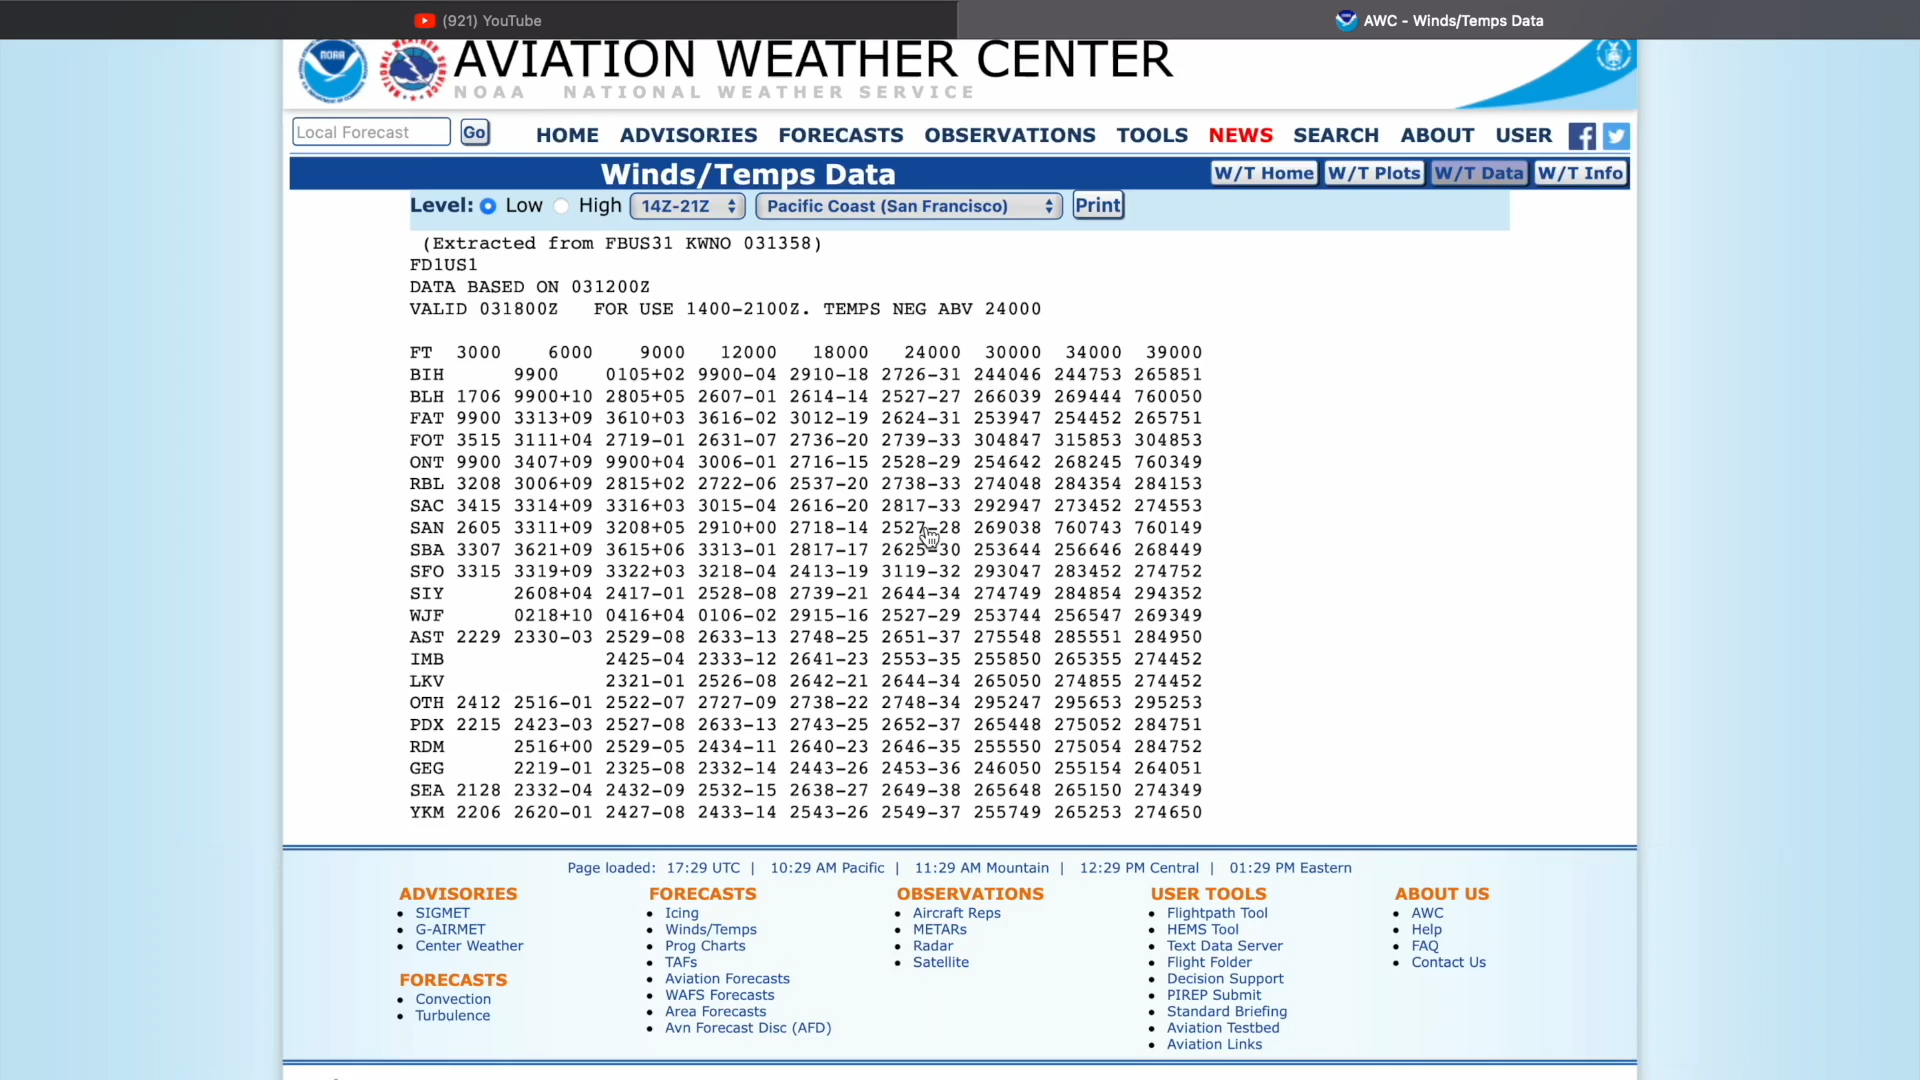 (921) YouTube
AWC - Winds/Temps Data
NOAA
AVIATION WEATHER CENTER
NOAA NATIONAL WEATHER SERVICE
Local Forecast Go HOME ADVISORIES FORECASTS OBSERVATIONS TOOLS NEWS SEARCH ABOUT USER
Winds/Temps Data W/T Home W/T Plots W/T Data W/T Info
Level: Low High 14Z-21Z Pacific Coast (San Francisco) Print
(Extracted from FBUS31 KWNO 031358)
FD1US1
DATA BASED ON 031200Z
VALID 031800Z FOR USE 1400-2100Z. TEMPS NEG ABV 24000
FT 3000 6000 9000 12000 18000 24000 30000 34000 39000
BIH 9900 0105+02 9900-04 2910-18 2726-31 244046 244753 265851
BLH 1706 9900+10 2805+05 2607-01 2614-14 2527-27 266039 269444 760050
FAT 9900 3313+09 3610+03 3616-02 3012-19 2624-31 253947 254452 265751
FOT 3515 3111+04 2719-01 2631-07 2736-20 2739-33 304847 315853 304853
ONT 9900 3407+09 9900+04 3006-01 2716-15 2528-29 254642 268245 760349
RBL 3208 3006+09 2815+02 2722-06 2537-20 2738-33 274048 284354 284153
SAC 3415 3314+09 3316+03 3015-04 2616-20 2817-33 292947 273452 274553
SAN 2605 3311+09 3208+05 2910+00 2718-14 2527-28 269038 760743 760149
SBA 3307 3621+09 3615+06 3313-01 2817-17 2625-30 253644 256646 268449
SFO 3315 3319+09 3322+03 3218-04 2413-19 3119-32 293047 283452 274752
SIY 2608+04 2417-01 2528-08 2739-21 2644-34 274749 284854 294352
WJF 0218+10 0416+04 0106-02 2915-16 2527-29 253744 256547 269349
AST 2229 2330-03 2529-08 2633-13 2748-25 2651-37 275548 285551 284950
IMB 2425-04 2333-12 2641-23 2553-35 255850 265355 274452
LKV 2321-01 2526-08 2642-21 2644-34 265050 274855 274452
OTH 2412 2516-01 2522-07 2727-09 2738-22 2748-34 295247 295653 295253
PDX 2215 2423-03 2527-08 2633-13 2743-25 2652-37 265448 275052 284751
RDM 2516+00 2529-05 2434-11 2640-23 2646-35 255550 275054 284752
GEG 2219-01 2325-08 2332-14 2443-26 2453-36 246050 255154 264051
SEA 2128 2332-04 2432-09 2532-15 2638-27 2649-38 265648 265150 274349
YKM 2206 2620-01 2427-08 2433-14 2543-26 2549-37 255749 265253 274650
Page loaded: 17:29 UTC | 10:29 AM Pacific | 11:29 AM Mountain | 12:29 PM Central | 01:29 PM Eastern
ADVISORIES
SIGMET
G-AIRMET
Center Weather
FORECASTS
Convection
Turbulence
FORECASTS
Icing
Winds/Temps
Prog Charts
TAFs
Aviation Forecasts
WAFS Forecasts
Area Forecasts
Avn Forecast Disc (AFD)
OBSERVATIONS
Aircraft Reps
METARs
Radar
Satellite
USER TOOLS
Flightpath Tool
HEMS Tool
Text Data Server
Flight Folder
Decision Support
PIREP Submit
Standard Briefing
Aviation Testbed
Aviation Links
ABOUT US
AWC
Help
FAQ
Contact Us